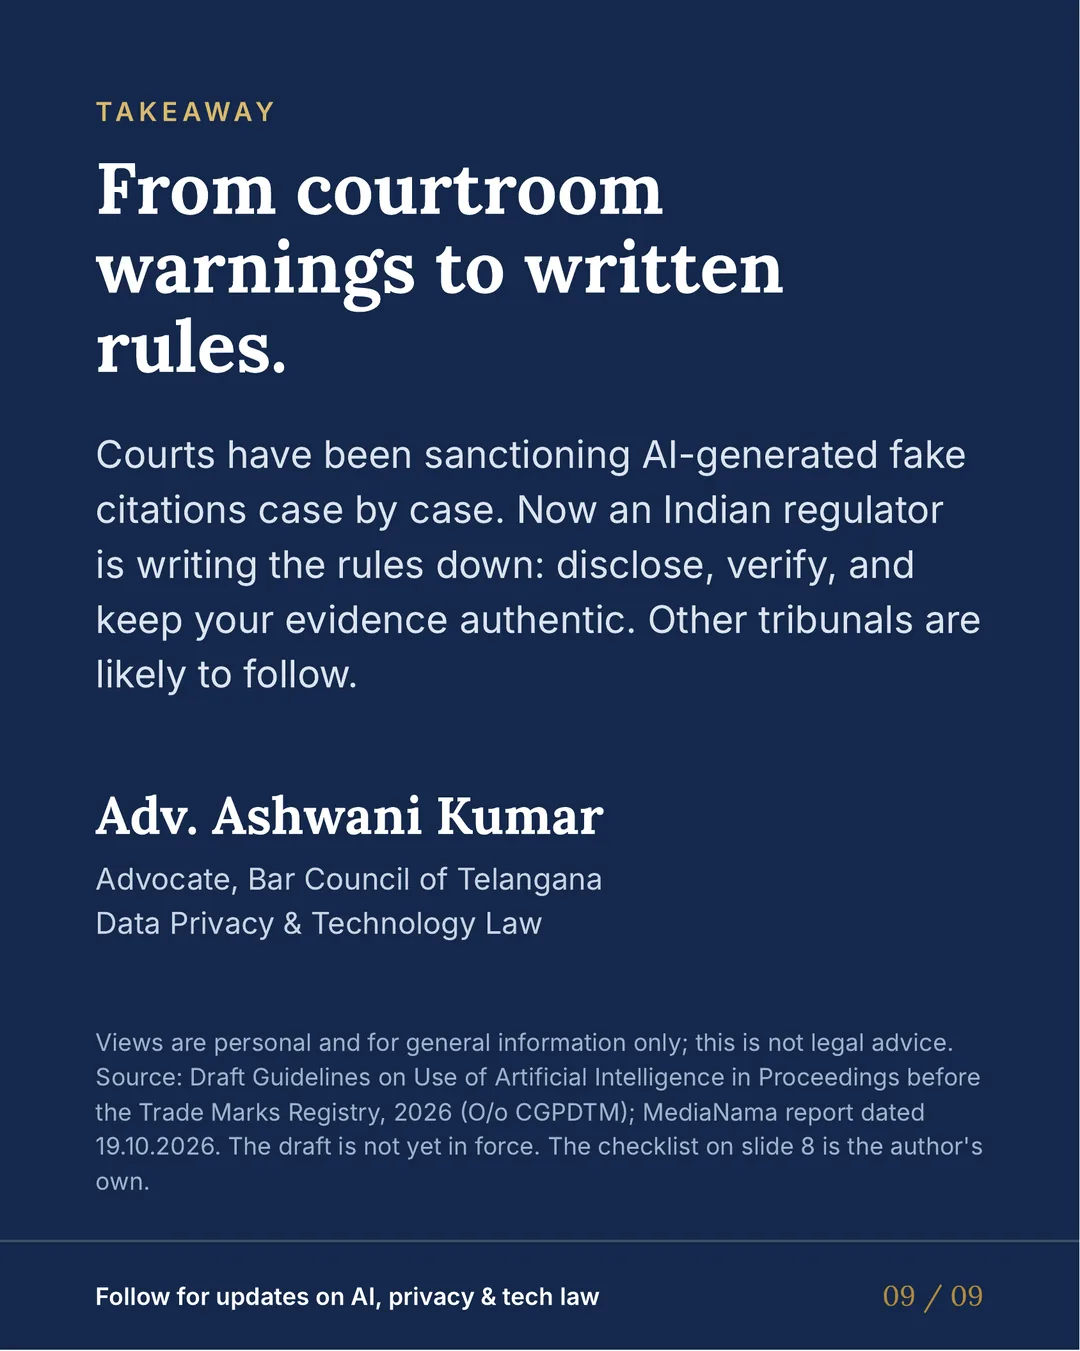 TAKEAWAY
From courtroom
warnings to written
rules.
Courts have been sanctioning AI-generated fake
citations case by case. Now an Indian regulator
is writing the rules down: disclose, verify, and
keep your evidence authentic. Other tribunals are
likely to follow.
Adv. Ashwani Kumar
Advocate, Bar Council of Telangana
Data Privacy & Technology Law
Views are personal and for general information only; this is not legal advice.
Source: Draft Guidelines on Use of Artificial Intelligence in Proceedings before
the Trade Marks Registry, 2026 (O/o CGPDTM); MediaNama report dated
19.10.2026. The draft is not yet in force. The checklist on slide 8 is the author's
own.
Follow for updates on AI, privacy & tech law
09 / 09